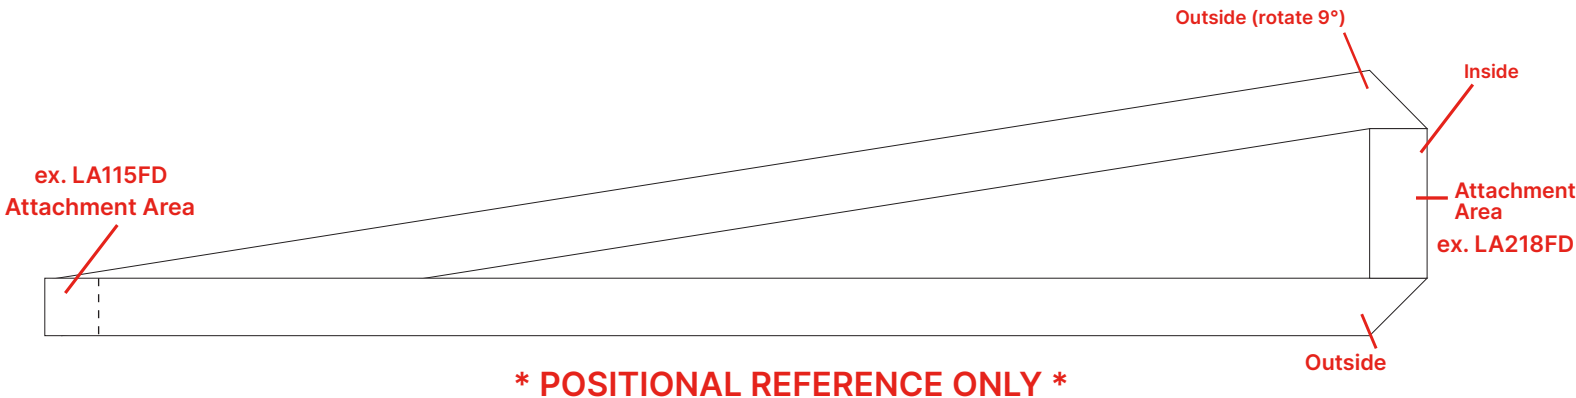 Outside (rotate 9°)
Inside
ex. LA115FD
Attachment Area
Attachment
Area
ex. LA218FD
Outside
* POSITIONAL REFERENCE ONLY *